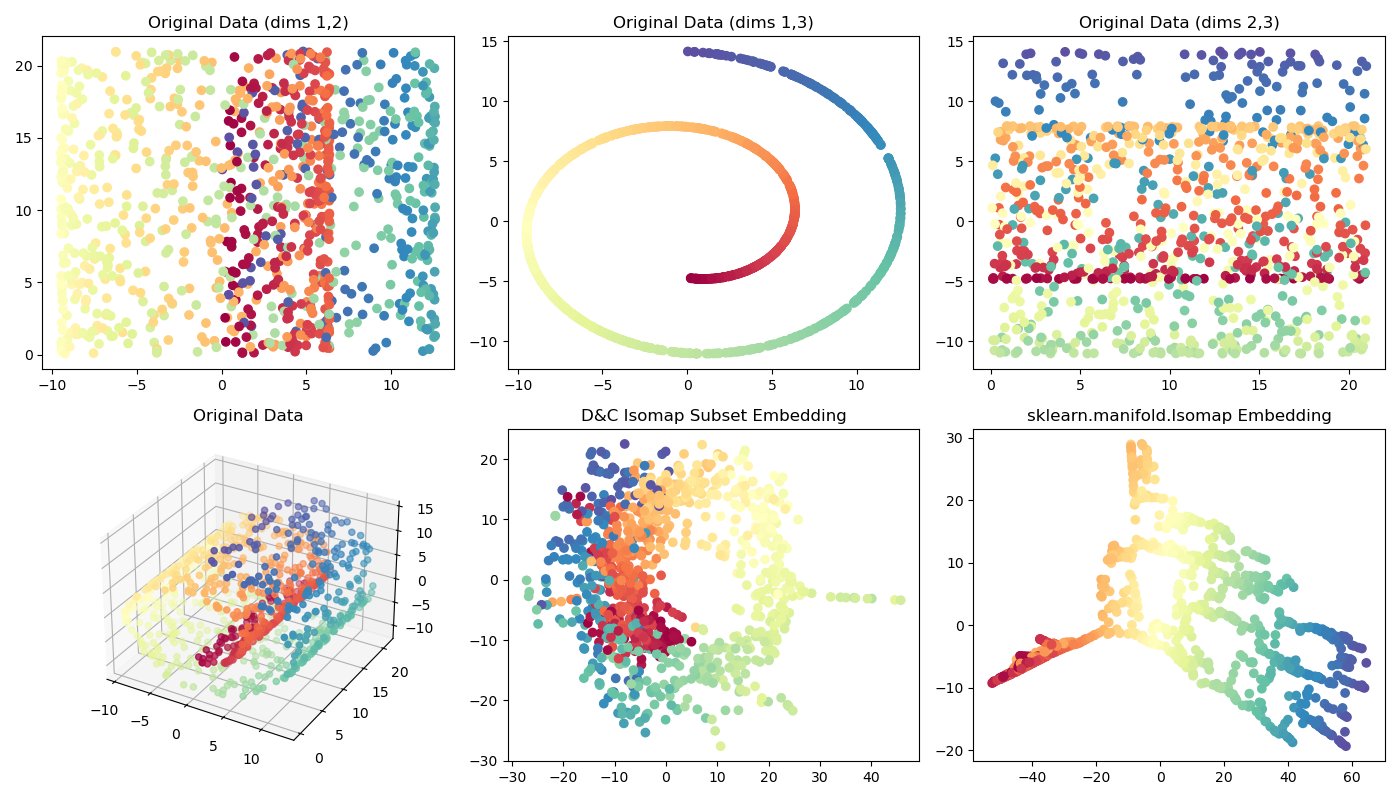 Original Data (dims 1,2)
20
15
10
5
0
−10 −5 0 5 10
Original Data (dims 1,3)
15
10
5
0
−5
−10
−10 −5 0 5 10
Original Data (dims 2,3)
15
10
5
0
−5
−10
0 5 10 15 20
Original Data
15
10
5
0
−5
−10
−10 −5 0 5 10
0 5 10 15 20
D&C Isomap Subset Embedding
20
10
0
−10
−20
−30
−30 −20 −10 0 10 20 30 40
sklearn.manifold.Isomap Embedding
30
20
10
0
−10
−20
−40 −20 0 20 40 60